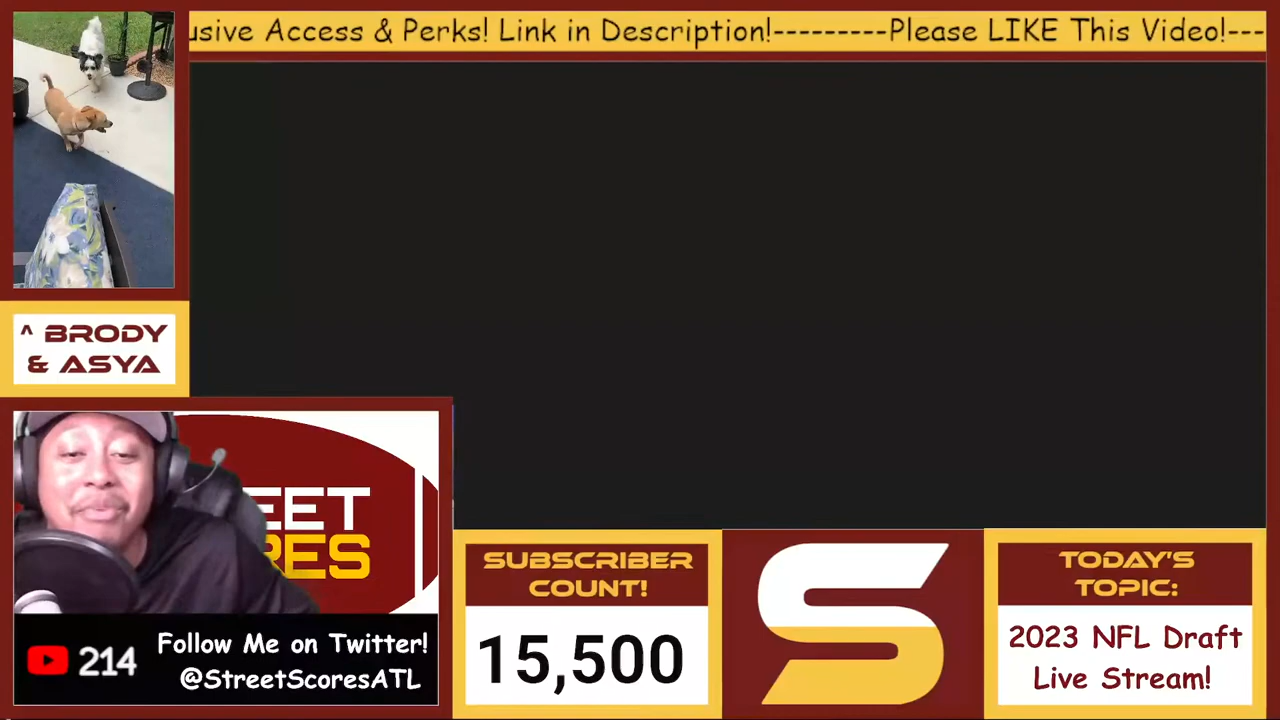 usive Access & Perks! Link in Description!---------Please LIKE This Video!---
^ BRODY
& ASYA
EET
RES
214
Follow Me on Twitter!
@StreetScoresATL
SUBSCRIBER
COUNT!
15,500
S
TODAY'S
TOPIC:
2023 NFL Draft
Live Stream!